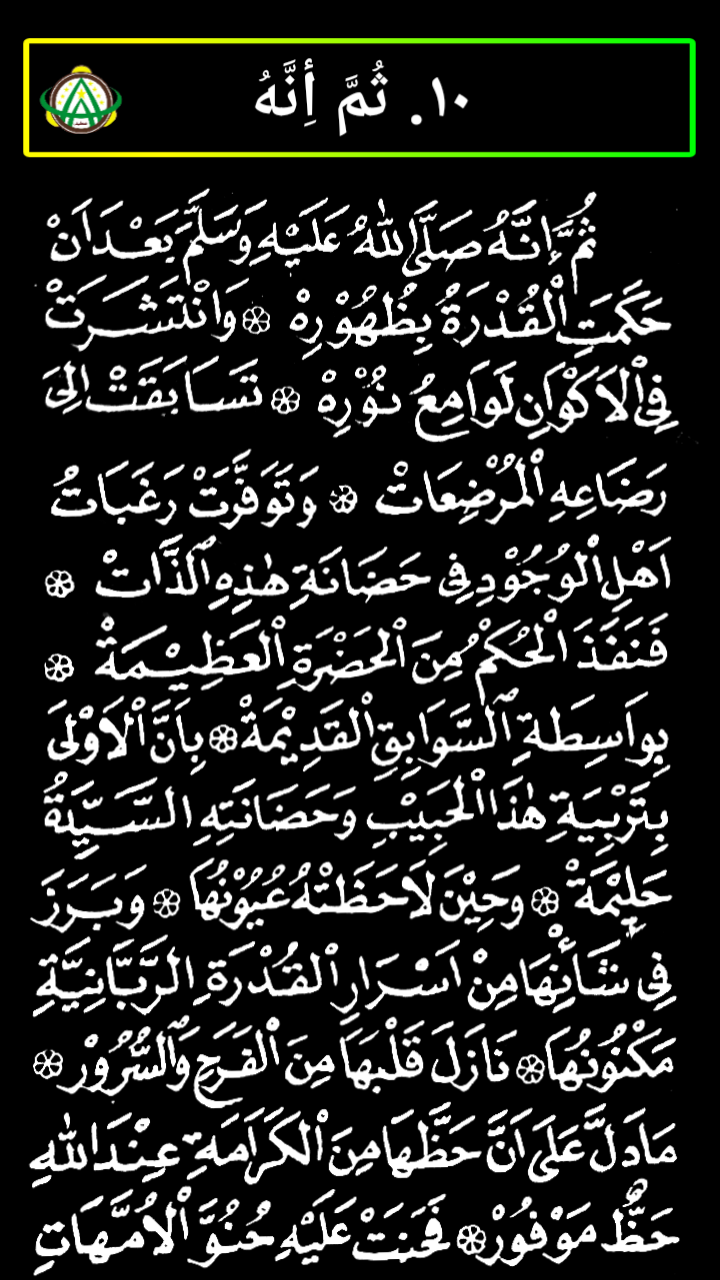 ١٠. ثُمَّ أِنَّهُ
ثُمَّ إِنَّهُ صَلَّى اللهُ عَلَيْهِ وَسَلَّمَ بَعْدَ اَنْ
حَكَمَتِ الْقُدْرَةُ بِظُهُوْرِهْ ۞ وَانْتَشَرَتْ
فِى الْاَكْوَانِ لَوَامِعُ نُوْرِهْ ۞ تَسَابَقَتْ اِلَى
رَضَاعِهِ الْمُرْضِعَاتْ ۞ وَتَوَفَّرَتْ رَغَبَاتُ
اَهْلِ الْوُجُوْدِ فِى حَضَانَةِ هٰذِهِ الذَّاتْ ۞
فَنَفَذَ الْحُكْمُ مِنَ الْحَضْرَةِ الْعَظِيْمَةْ ۞
بِوَاسِطَةِ السَّوَابِقِ الْقَدِيْمَةْ ۞ بِاَنَّ الْاَوْلَى
بِتَرْبِيَةِ هٰذَا الْحَبِيْبِ وَحَضَانَتِهِ السَّيِّدَةُ
حَلِيْمَةْ ۞ وَحِيْنَ لَاحَظَتْهُ عُيُوْنُهَا ۞ وَبَرَزَ
فِى شَأْنِهَا مِنْ اَسْرَارِ الْقُدْرَةِ الرَّبَّانِيَّةِ
مَكْنُوْنُهَا ۞ نَازَلَ قَلْبَهَا مِنَ الْفَرَحِ وَالسُّرُوْرْ ۞
مَادَلَّ عَلَى اَنَّ حَظَّهَا مِنَ الْكَرَامَةِ عِنْدَ اللهِ
حَظٌّ مَوْفُوْرْ ۞ فَحَنَتْ عَلَيْهِ حُنُوَّ الْاُمَّهَاتِ